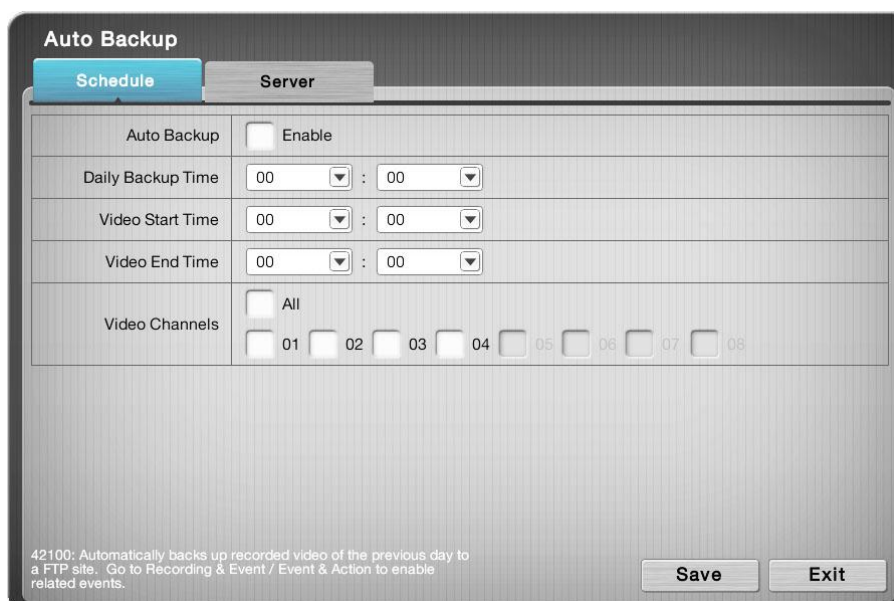 Auto Backup
Schedule Server
Auto Backup Enable
Daily Backup Time 00 : 00
Video Start Time 00 : 00
Video End Time 00 : 00
Video Channels All
01 02 03 04 05 06 07 08
42100: Automatically backs up recorded video of the previous day to
a FTP site. Go to Recording & Event / Event & Action to enable
related events.
Save Exit